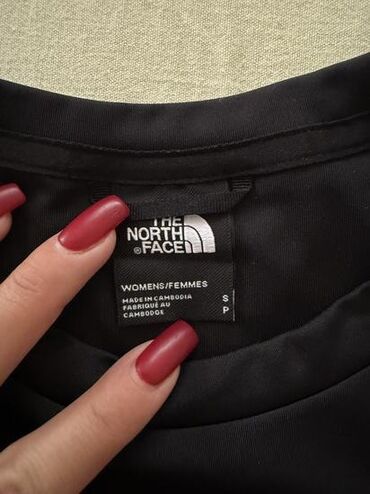 THE
NORTH
®FACE
WOMENS/FEMMES
MADE IN CAMBODIA
FABRIQUÉ AU
CAMBODGE
S
P